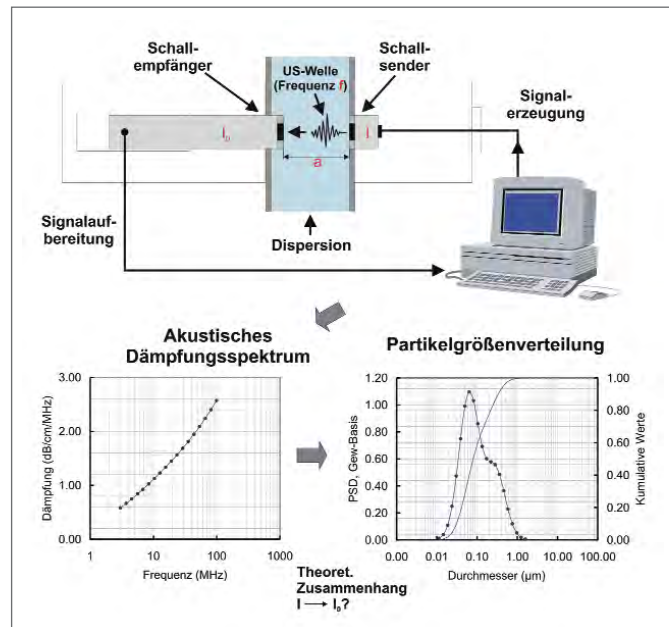 Schall-
empfänger
US-Welle
(Frequenz f)
Schall-
sender
Signal-
erzeugung
I₀
I
a
Signalauf-
bereitung
Dispersion
Akustisches
Dämpfungsspektrum
Partikelgrößenverteilung
Dämpfung (dB/cm/MHz)
3.00
2.00
1.00
0.00
1 10 100 1000
Frequenz (MHz)
PSD, Gew-Basis
1.20
1.00
0.80
0.60
0.40
0.20
0.00
0.00 0.01 0.10 1.00 10.00 100.00
Durchmesser (µm)
1.00
0.80
0.60
0.40
0.20
0.00
Kumulative Werte
Theoret.
Zusammenhang
I → I₀?